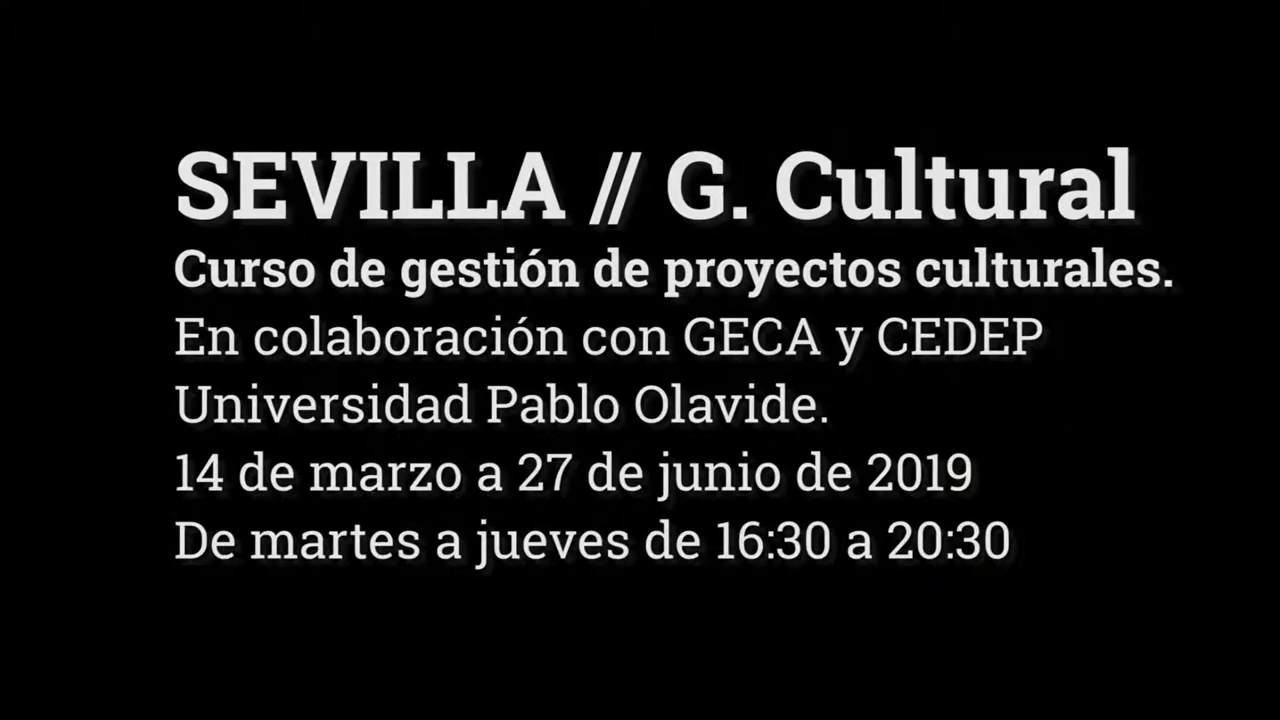 SEVILLA // G. Cultural
Curso de gestión de proyectos culturales.
En colaboración con GECA y CEDEP
Universidad Pablo Olavide.
14 de marzo a 27 de junio de 2019
De martes a jueves de 16:30 a 20:30